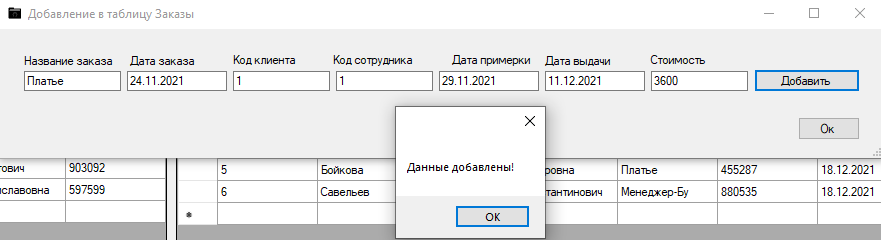 Добавление в таблицу Заказы
Название заказа Дата заказа Код клиента Код сотрудника Дата примерки Дата выдачи Стоимость
Платье 24.11.2021 1 1 29.11.2021 11.12.2021 3600 Добавить
Ок
Данные добавлены!
OK
ович 903092 5 Бойкова ровна Платье 455287 18.12.2021
иславовна 597599 6 Савельев тантинович Менеджер-Бу 880535 18.12.2021